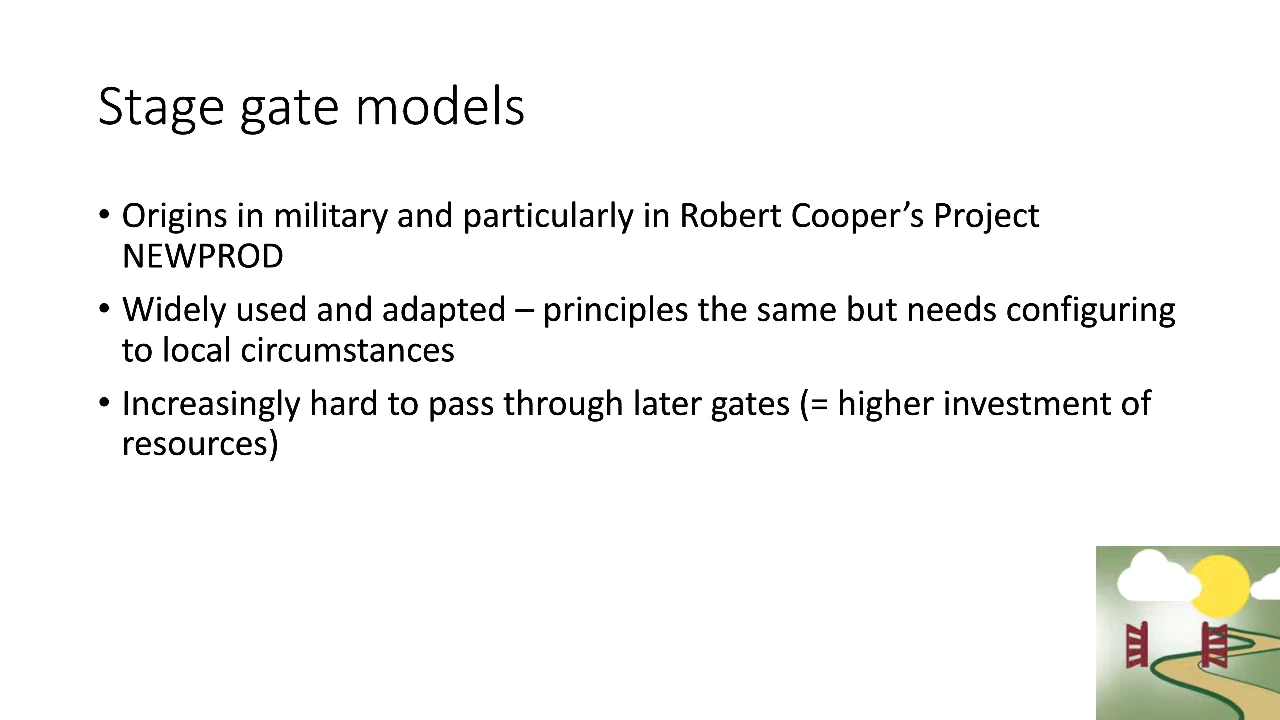 Stage gate models
• Origins in military and particularly in Robert Cooper’s Project
NEWPROD
• Widely used and adapted – principles the same but needs configuring
to local circumstances
• Increasingly hard to pass through later gates (= higher investment of
resources)